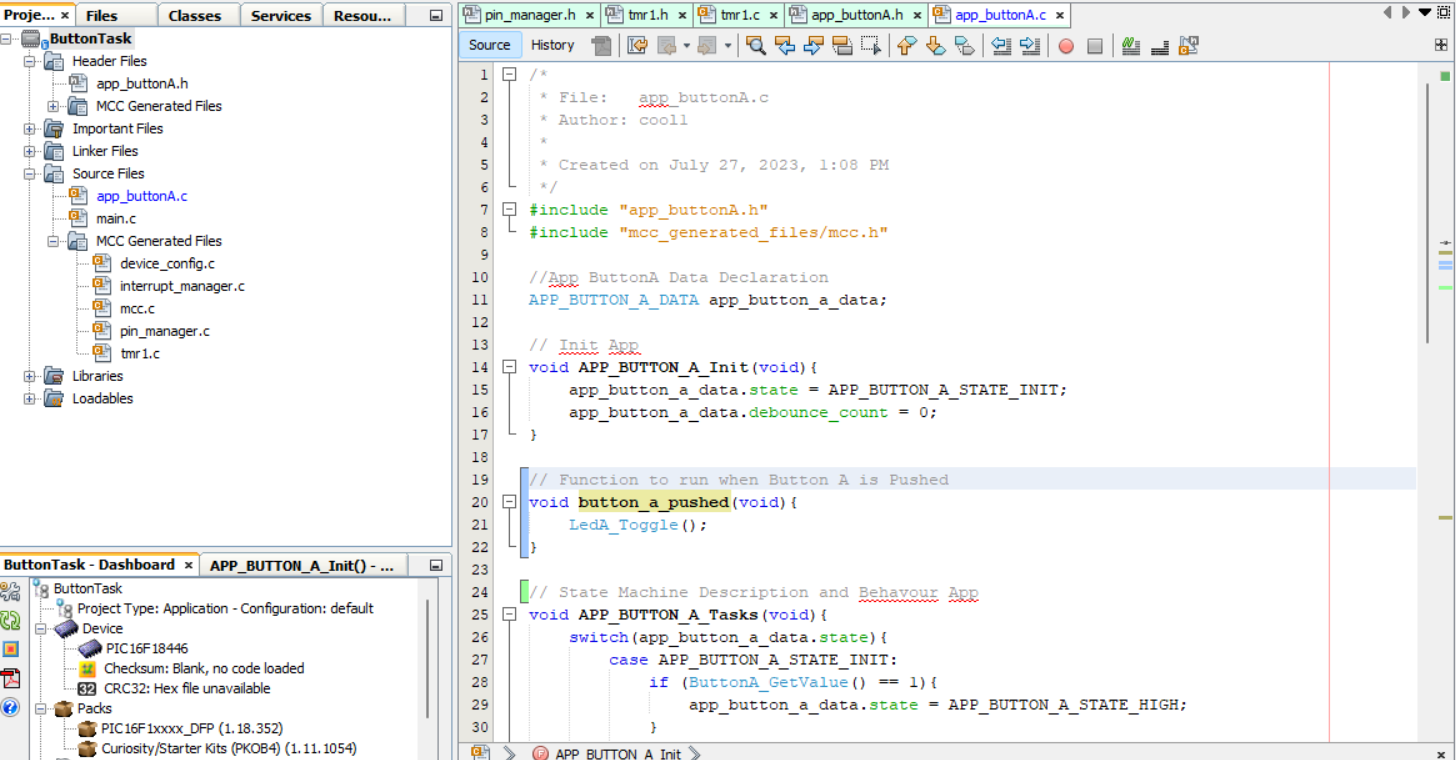 Proje... × Files Classes Services Resou...
ButtonTask
Header Files
app_buttonA.h
MCC Generated Files
Important Files
Linker Files
Source Files
app_buttonA.c
main.c
MCC Generated Files
device_config.c
interrupt_manager.c
mcc.c
pin_manager.c
tmr1.c
Libraries
Loadables
ButtonTask - Dashboard × APP_BUTTON_A_Init() - ...
ButtonTask
Project Type: Application - Configuration: default
Device
PIC16F18446
Checksum: Blank, no code loaded
32 CRC32: Hex file unavailable
Packs
PIC16F1xxxx_DFP (1.18.352)
Curiosity/Starter Kits (PKOB4) (1.11.1054)
pin_manager.h × tmr1.h × tmr1.c × app_buttonA.h × app_buttonA.c ×
Source History
1 /*
2 * File: app_buttonA.c
3 * Author: cool1
4 *
5 * Created on July 27, 2023, 1:08 PM
6 */
7 #include "app_buttonA.h"
8 #include "mcc_generated_files/mcc.h"
9
10 //App ButtonA Data Declaration
11 APP_BUTTON_A_DATA app_button_a_data;
12
13 // Init App
14 void APP_BUTTON_A_Init(void){
15 app_button_a_data.state = APP_BUTTON_A_STATE_INIT;
16 app_button_a_data.debounce_count = 0;
17 }
18
19 // Function to run when Button A is Pushed
20 void button_a_pushed(void){
21 LedA_Toggle();
22 }
23
24 // State Machine Description and Behavour App
25 void APP_BUTTON_A_Tasks(void){
26 switch(app_button_a_data.state){
27 case APP_BUTTON_A_STATE_INIT:
28 if (ButtonA_GetValue() == 1){
29 app_button_a_data.state = APP_BUTTON_A_STATE_HIGH;
30 }
APP_BUTTON_A_Init